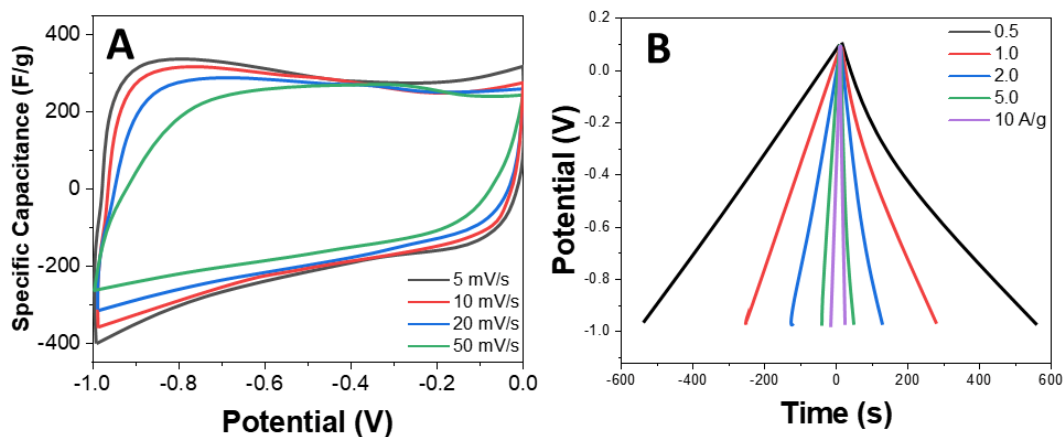 A
Specific Capacitance (F/g)
400
200
0
-200
-400
5 mV/s
10 mV/s
20 mV/s
50 mV/s
-1.0
-0.8
-0.6
-0.4
-0.2
0.0
Potential (V)
B
Potential (V)
0.2
0.0
-0.2
-0.4
-0.6
-0.8
-1.0
0.5
1.0
2.0
5.0
10 A/g
-600
-400
-200
0
200
400
600
Time (s)